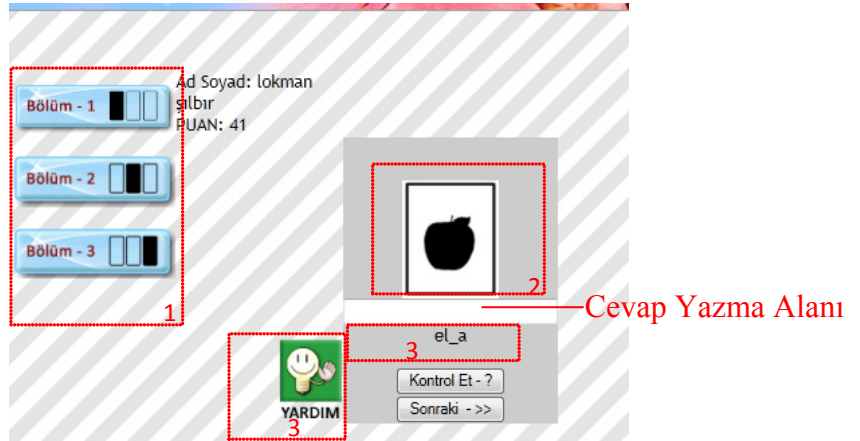 Ad Soyad: lokman
şılbır
PUAN: 41
Bölüm - 1
Bölüm - 2
Bölüm - 3
1
2
Cevap Yazma Alanı
el_a
3
Kontrol Et - ?
Sonraki ->>
YARDIM
3